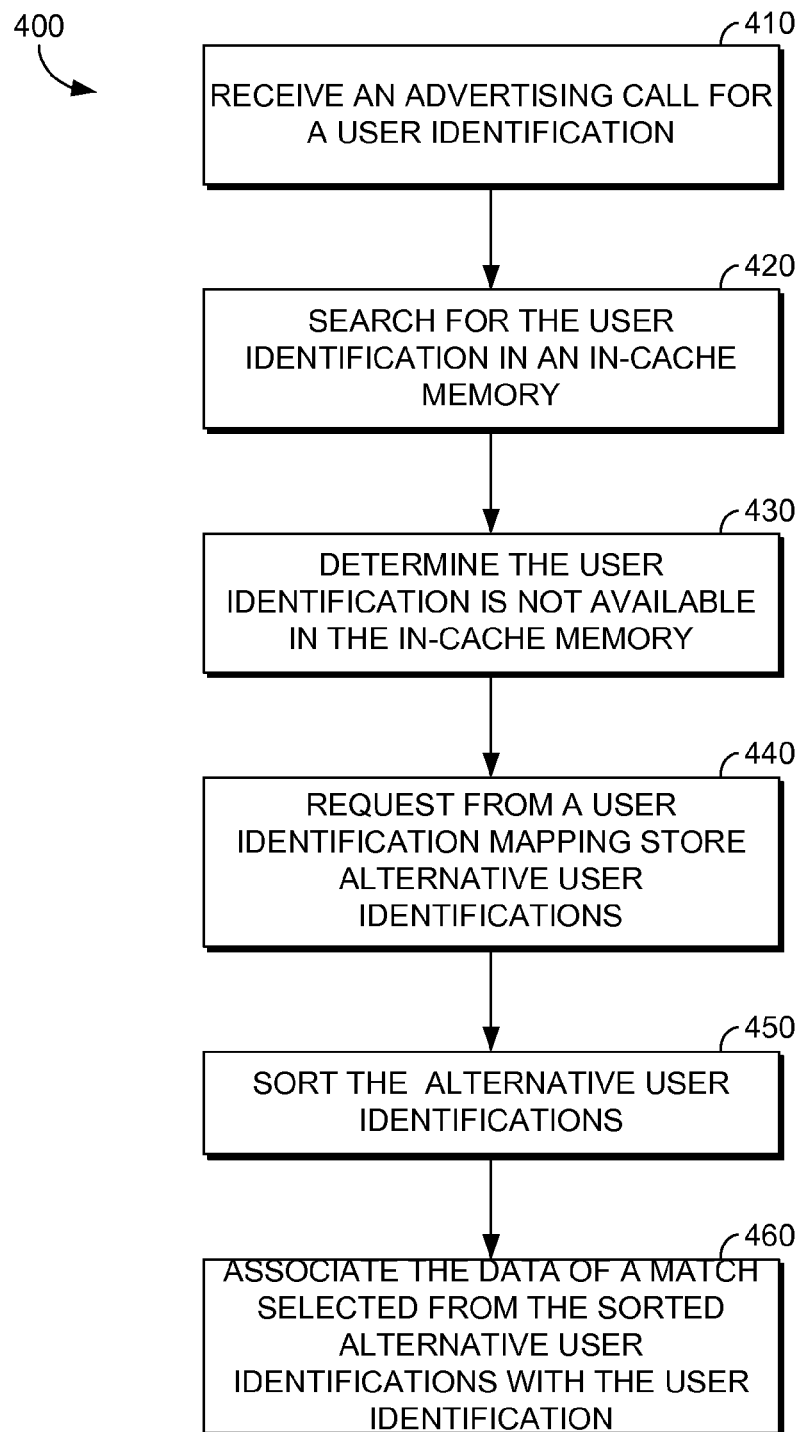 400
410
RECEIVE AN ADVERTISING CALL FOR
A USER IDENTIFICATION
420
SEARCH FOR THE USER
IDENTIFICATION IN AN IN-CACHE
MEMORY
430
DETERMINE THE USER
IDENTIFICATION IS NOT AVAILABLE
IN THE IN-CACHE MEMORY
440
REQUEST FROM A USER
IDENTIFICATION MAPPING STORE
ALTERNATIVE USER
IDENTIFICATIONS
450
SORT THE ALTERNATIVE USER
IDENTIFICATIONS
460
ASSOCIATE THE DATA OF A MATCH
SELECTED FROM THE SORTED
ALTERNATIVE USER
IDENTIFICATIONS WITH THE USER
IDENTIFICATION